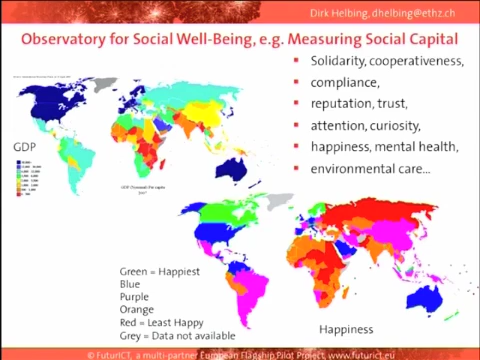 Dirk Helbing, dhelbing@ethz.ch
Observatory for Social Well-Being, e.g. Measuring Social Capital
Solidarity, cooperativeness,
compliance,
reputation, trust,
attention, curiosity,
happiness, mental health,
environmental care...
GDP
Green = Happiest
Blue
Purple
Orange
Red = Least Happy
Grey = Data not available
Happiness
© FuturICT, a multi-partner European Flagship Pilot Project, www.futurict.eu